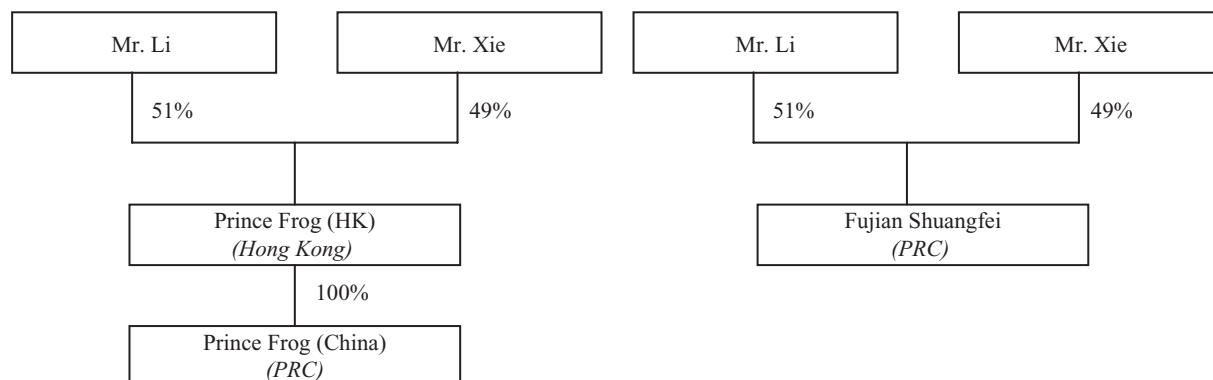 Mr. Li
Mr. Xie
51%
49%
Prince Frog (HK)
(Hong Kong)
100%
Prince Frog (China)
(PRC)
Mr. Li
Mr. Xie
51%
49%
Fujian Shuangfei
(PRC)